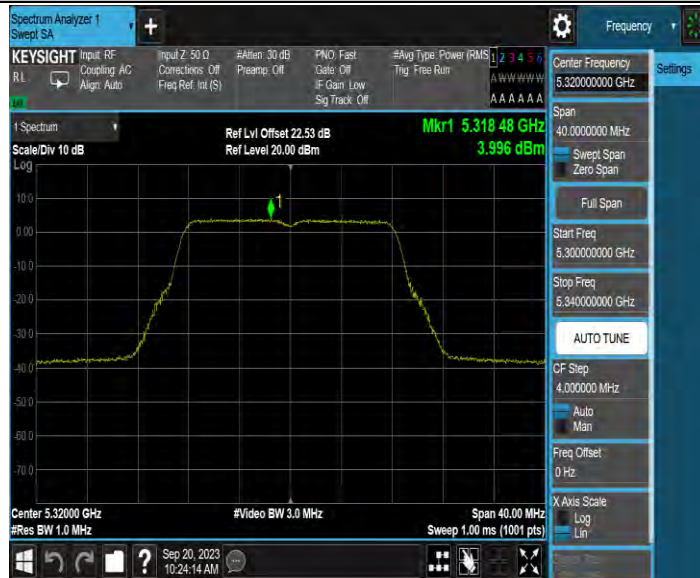 Spectrum Analyzer 1
Swept SA
Frequency
KEYSIGHT
RL
Input: RF
Coupling: AC
Align: Auto
Input Z: 50 Ω
Corrections: Off
Freq Ref: Int (S)
#Atten: 30 dB
Preamp: Off
PNO: Fast
Gate: Off
IF Gain: Low
Sig Track: Off
#Avg Type: Power (RMS
Trig: Free Run
1 2 3 4 5 6
A W W W W W
A A A A A A
1 Spectrum
Scale/Div 10 dB
Ref Lvl Offset 22.53 dB
Ref Level 20.00 dBm
Mkr1 5.318 48 GHz
3.996 dBm
Log
10.0
0.00
-10.0
-20.0
-30.0
-40.0
-50.0
-60.0
-70.0
1
Center 5.32000 GHz
#Res BW 1.0 MHz
#Video BW 3.0 MHz
Span 40.00 MHz
Sweep 1.00 ms (1001 pts)
Sep 20, 2023
10:24:14 AM
Center Frequency
5.320000000 GHz
Settings
Span
40.0000000 MHz
Swept Span
Zero Span
Full Span
Start Freq
5.300000000 GHz
Stop Freq
5.340000000 GHz
AUTO TUNE
CF Step
4.000000 MHz
Auto
Man
Freq Offset
0 Hz
X Axis Scale
Log
Lin